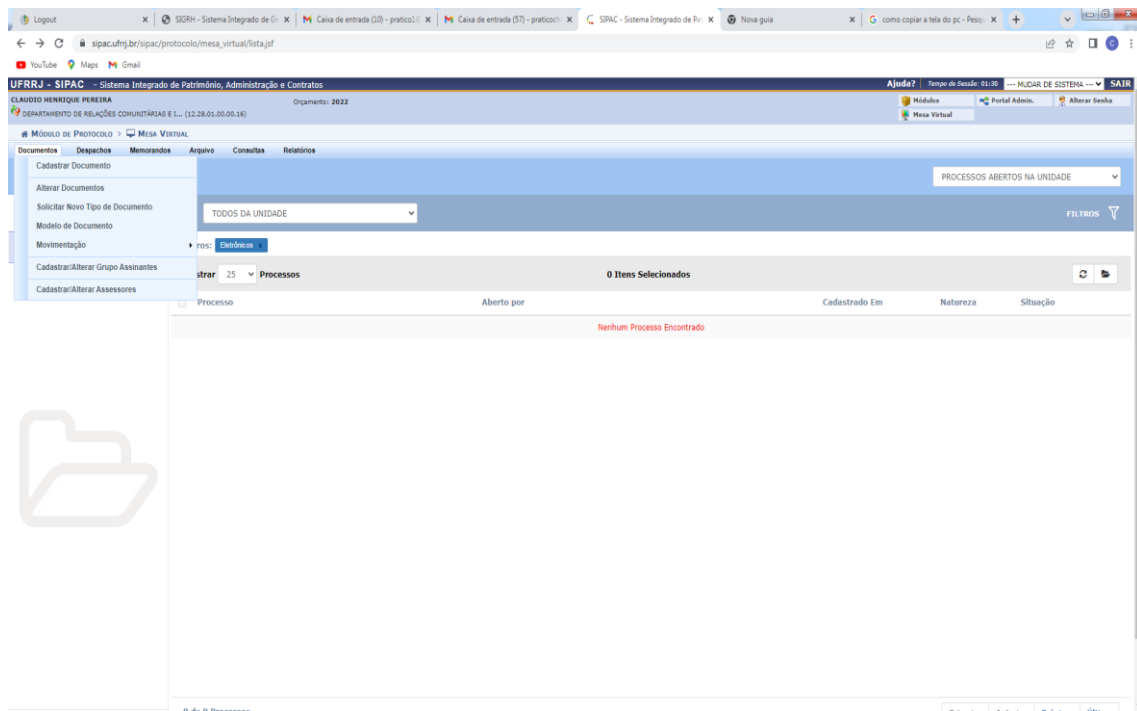 Logout
SIGRH - Sistema Integrado de G
Caixa de entrada (10) - pratico1
Caixa de entrada (57) - praticoch
SIPAC - Sistema Integrado de Pa
Nova guia
como copiar a tela do pc - Pesq
sipac.ufrrj.br/sipac/protocolo/mesa_virtual/lista.jsf
YouTube Maps Gmail
UFRRJ - SIPAC - Sistema Integrado de Patrimônio, Administração e Contratos
Ajuda? Tempo de Sessão: 01:30 --- MUDAR DE SISTEMA --- SAIR
CLAUDIO HENRIQUE PEREIRA Orçamento: 2022 Módulos Portal Admin. Alterar Senha
DEPARTAMENTO DE RELAÇÕES COMUNITÁRIAS E I... (12.28.01.00.00.16) Mesa Virtual
MÓDULO DE PROTOCOLO > MESA VIRTUAL
Documentos Despachos Memorandos Arquivo Consultas Relatórios
Cadastrar Documento
PROCESSOS ABERTOS NA UNIDADE
Alterar Documentos
Solicitar Novo Tipo de Documento
TODOS DA UNIDADE FILTROS
Modelo de Documento
Movimentação
ros: Eletrônicos x
Cadastrar/Alterar Grupo Assinantes
strar 25 Processos 0 Itens Selecionados
Cadastrar/Alterar Assessores
Processo Aberto por Cadastrado Em Natureza Situação
Nenhum Processo Encontrado